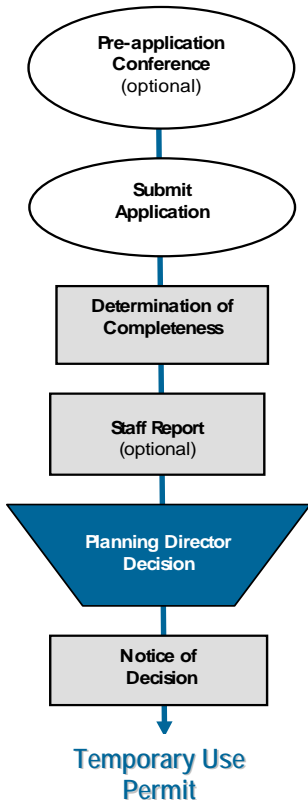 Pre-application
Conference
(optional)
Submit
Application
Determination of
Completeness
Staff Report
(optional)
Planning Director
Decision
Notice of
Decision
Temporary Use
Permit